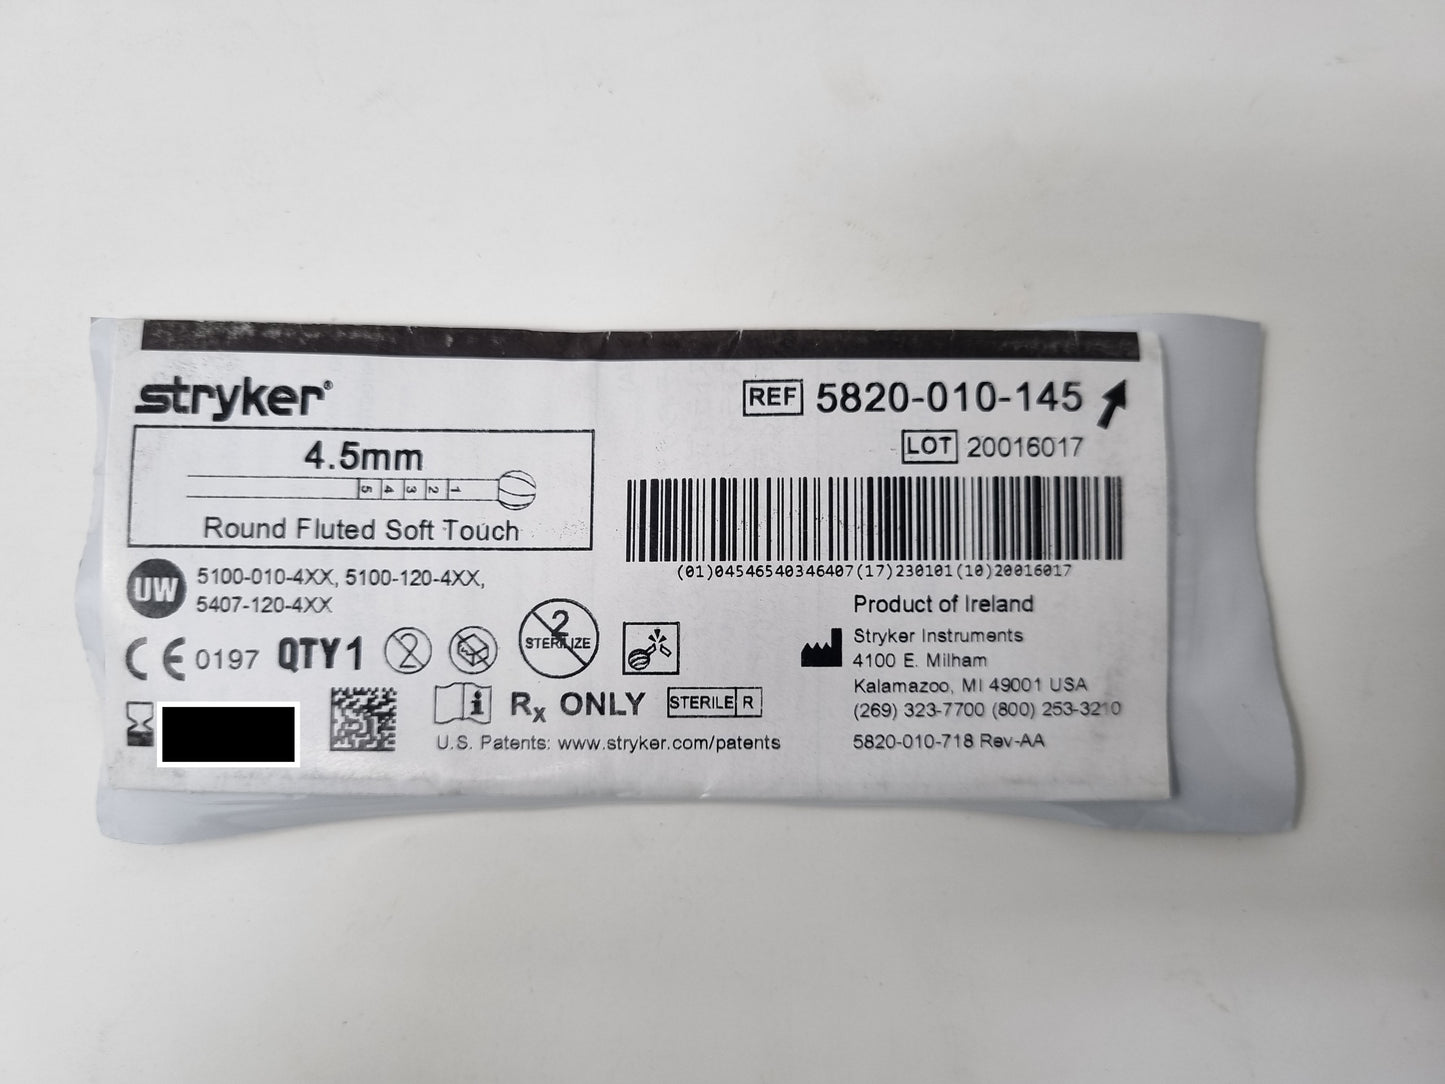 stryker®
REF 5820-010-145
LOT 20016017
4.5mm
5 4 3 2 1
Round Fluted Soft Touch
(01)04546540346407(17)230101(10)20016017
UW 5100-010-4XX, 5100-120-4XX,
5407-120-4XX
CE 0197 QTY 1
2
2
STERILIZE
Product of Ireland
Stryker Instruments
4100 E. Milham
Kalamazoo, MI 49001 USA
(269) 323-7700 (800) 253-3210
5820-010-718 Rev-AA
i Rx ONLY STERILE R
U.S. Patents: www.stryker.com/patents